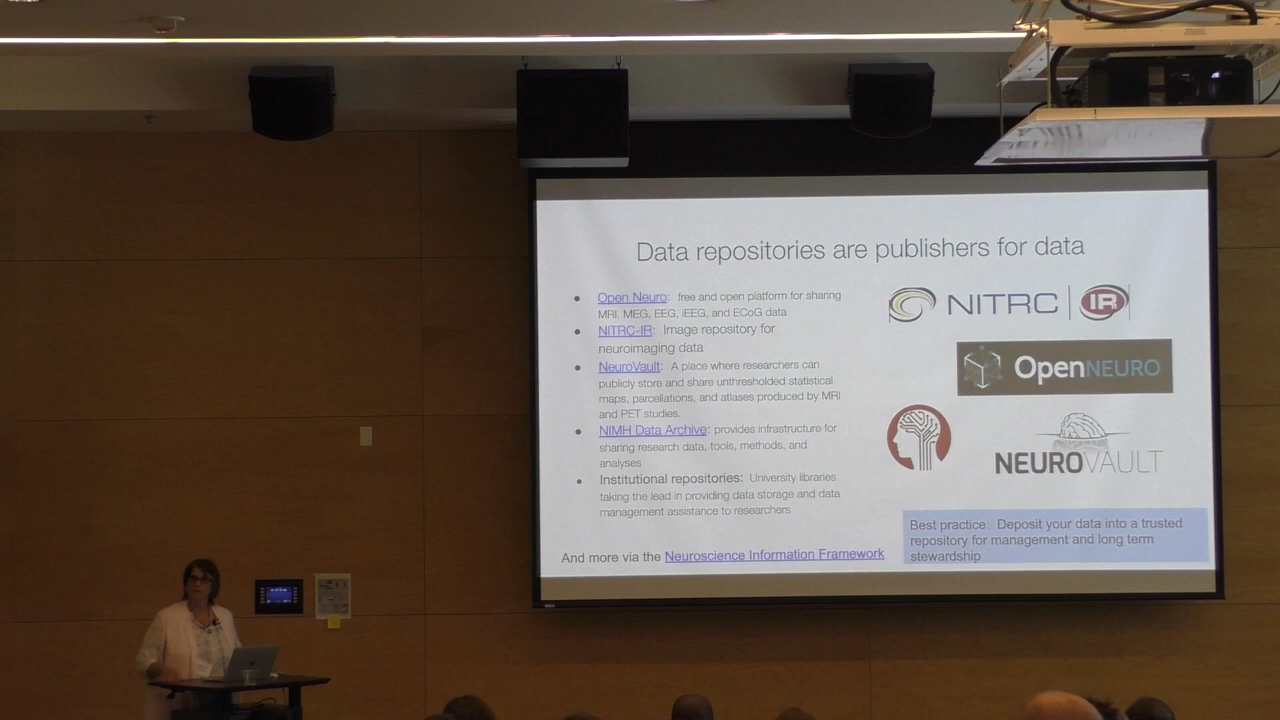 Data repositories are publishers for data
Open Neuro: free and open platform for sharing
MRI, MEG, EEG, iEEG, and ECoG data
NITRC-IR: Image repository for
neuroimaging data
NeuroVault: A place where researchers can
publicly store and share unthresholded statistical
maps, parcellations, and atlases produced by MRI
and PET studies.
NIMH Data Archive: provides infrastructure for
sharing research data, tools, methods, and
analyses
Institutional repositories: University libraries
taking the lead in providing data storage and data
management assistance to researchers
And more via the Neuroscience Information Framework
NITRC IR
OpenNEURO
NEUROVAULT
Best practice: Deposit your data into a trusted
repository for management and long term
stewardship